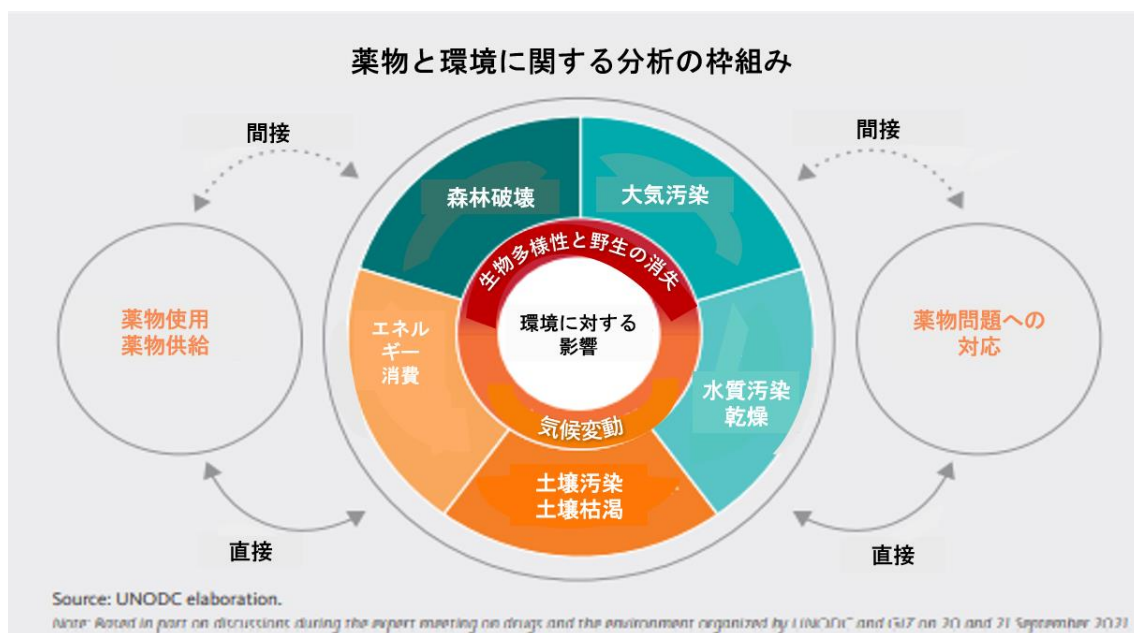 薬物と環境に関する分析の枠組み
間接
間接
森林破壊
大気汚染
生物多様性と野生の消失
薬物使用
薬物供給
エネル
ギー
消費
環境に対する
影響
薬物問題への
対応
水質汚染
乾燥
気候変動
土壌汚染
土壌枯渇
直接
直接
Source: UNODC elaboration.
Note: Based in part on discussions during the expert meeting on drugs and the environment organized by UNODC and GIZ on 20 and 21 September 2021